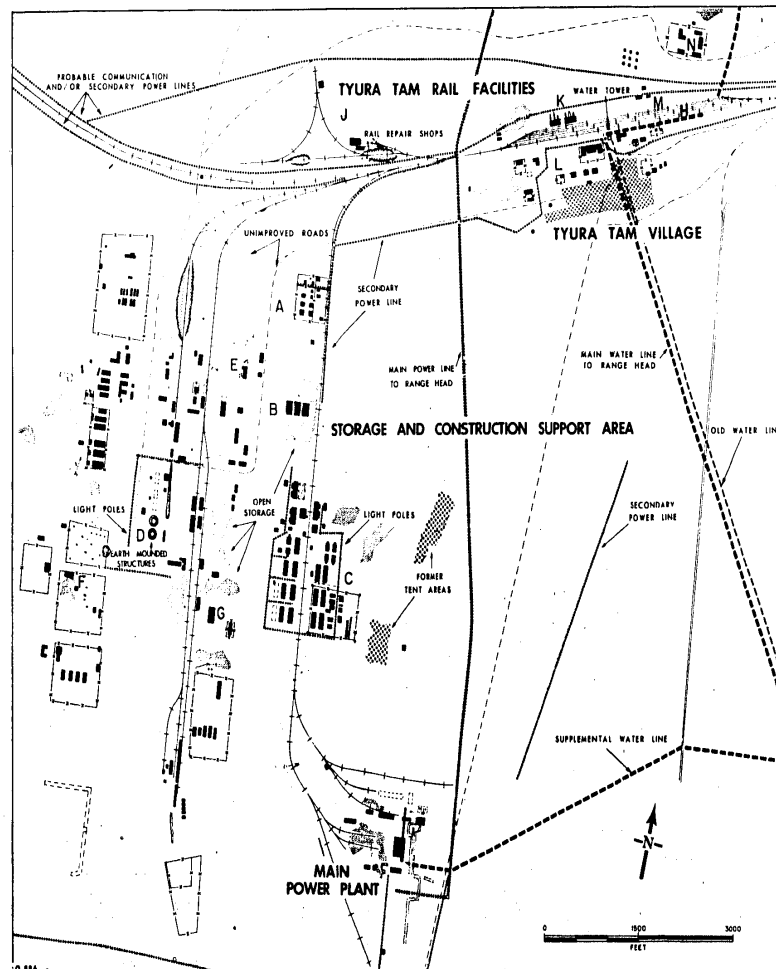 N
PROBABLE COMMUNICATION
AND/OR SECONDARY POWER LINES
TYURA TAM RAIL FACILITIES
WATER TOWER
J
K
M
H
RAIL REPAIR SHOPS
L
TYURA TAM VILLAGE
UNIMPROVED ROADS
A
SECONDARY
POWER LINE
E
MAIN POWER LINE
TO RANGE HEAD
MAIN WATER LINE
TO RANGE HEAD
B
STORAGE AND CONSTRUCTION SUPPORT AREA
OLD WATER LIN
OPEN
STORAGE
LIGHT POLES
LIGHT POLES
SECONDARY
POWER LINE
D
EARTH MOUNDED
STRUCTURES
C
FORMER
TENT AREAS
F
G
SUPPLEMENTAL WATER LINE
N
MAIN
POWER PLANT
0 1500 3000
FEET